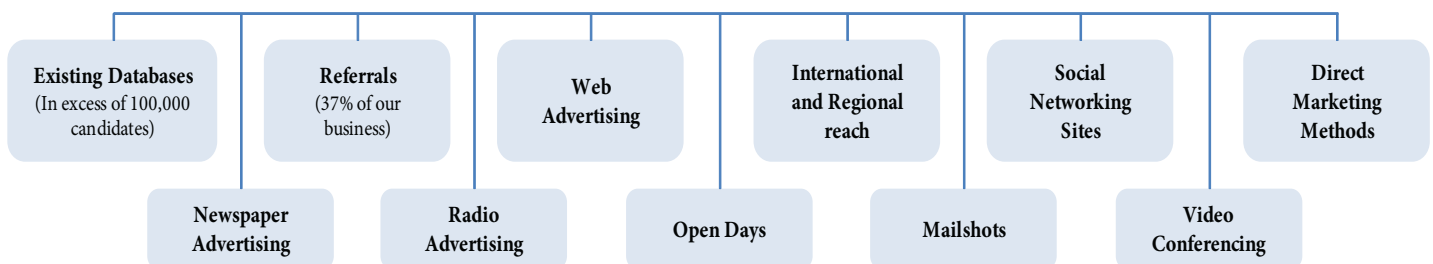 Existing Databases
(In excess of 100,000
candidates)
Referrals
(37% of our
business)
Web
Advertising
International
and Regional
reach
Social
Networking
Sites
Direct
Marketing
Methods
Newspaper
Advertising
Radio
Advertising
Open Days
Mailshots
Video
Conferencing